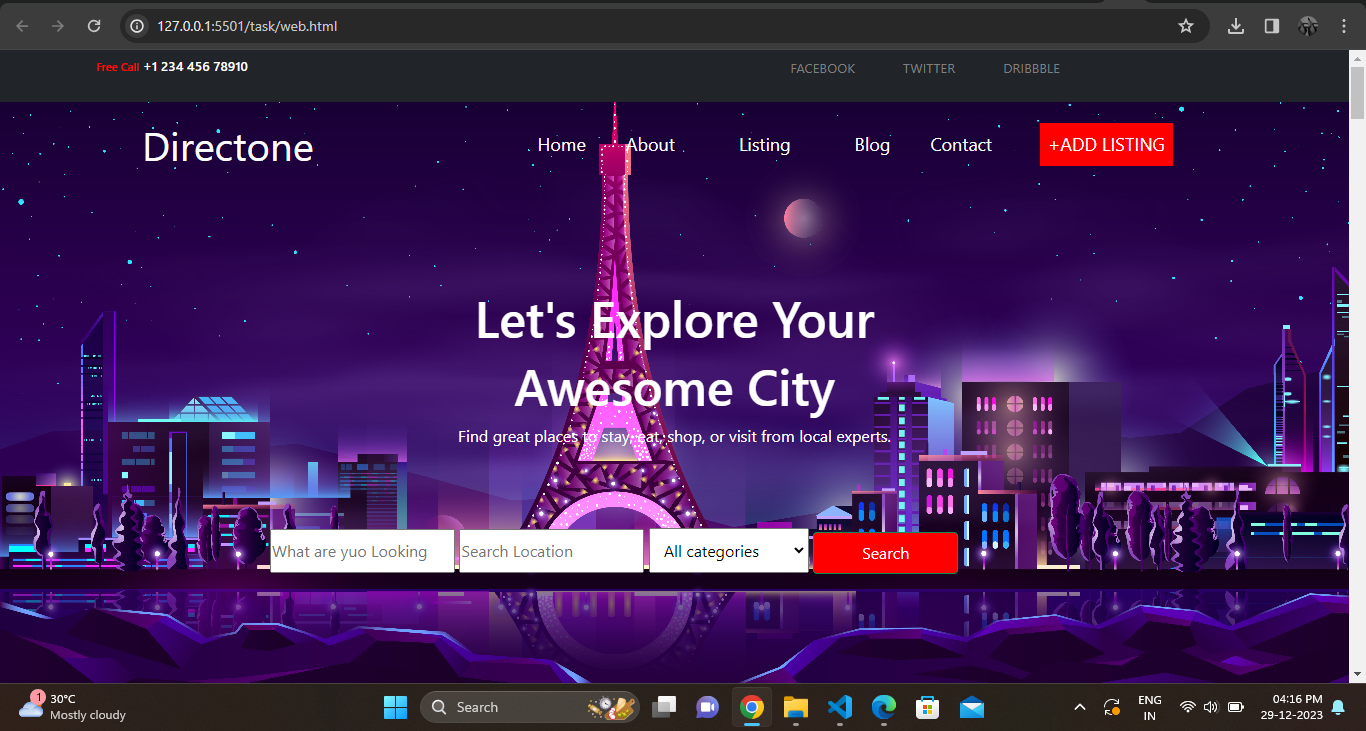 127.0.0.1:5501/task/web.html
Free Call +1 234 456 78910 FACEBOOK TWITTER DRIBBBLE
Directone Home About Listing Blog Contact +ADD LISTING
Let's Explore Your
Awesome City
Find great places to stay, eat, shop, or visit from local experts.
What are yuo Looking Search Location All categories Search
1 30°C Search ENG 04:16 PM
Mostly cloudy IN 29-12-2023